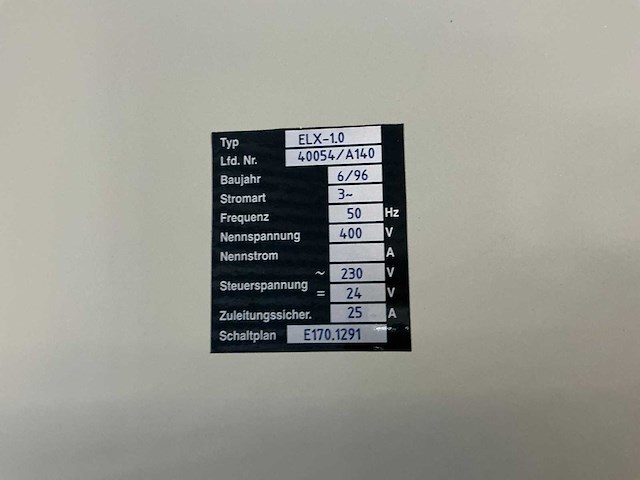 Typ ELX-1.0
Lfd. Nr. 40054/A140
Baujahr 6/96
Stromart 3~
Frequenz 50 Hz
Nennspannung 400 V
Nennstrom A
Steuerspannung ~ 230 V
= 24 V
Zuleitungssicher. 25 A
Schaltplan E170.1291